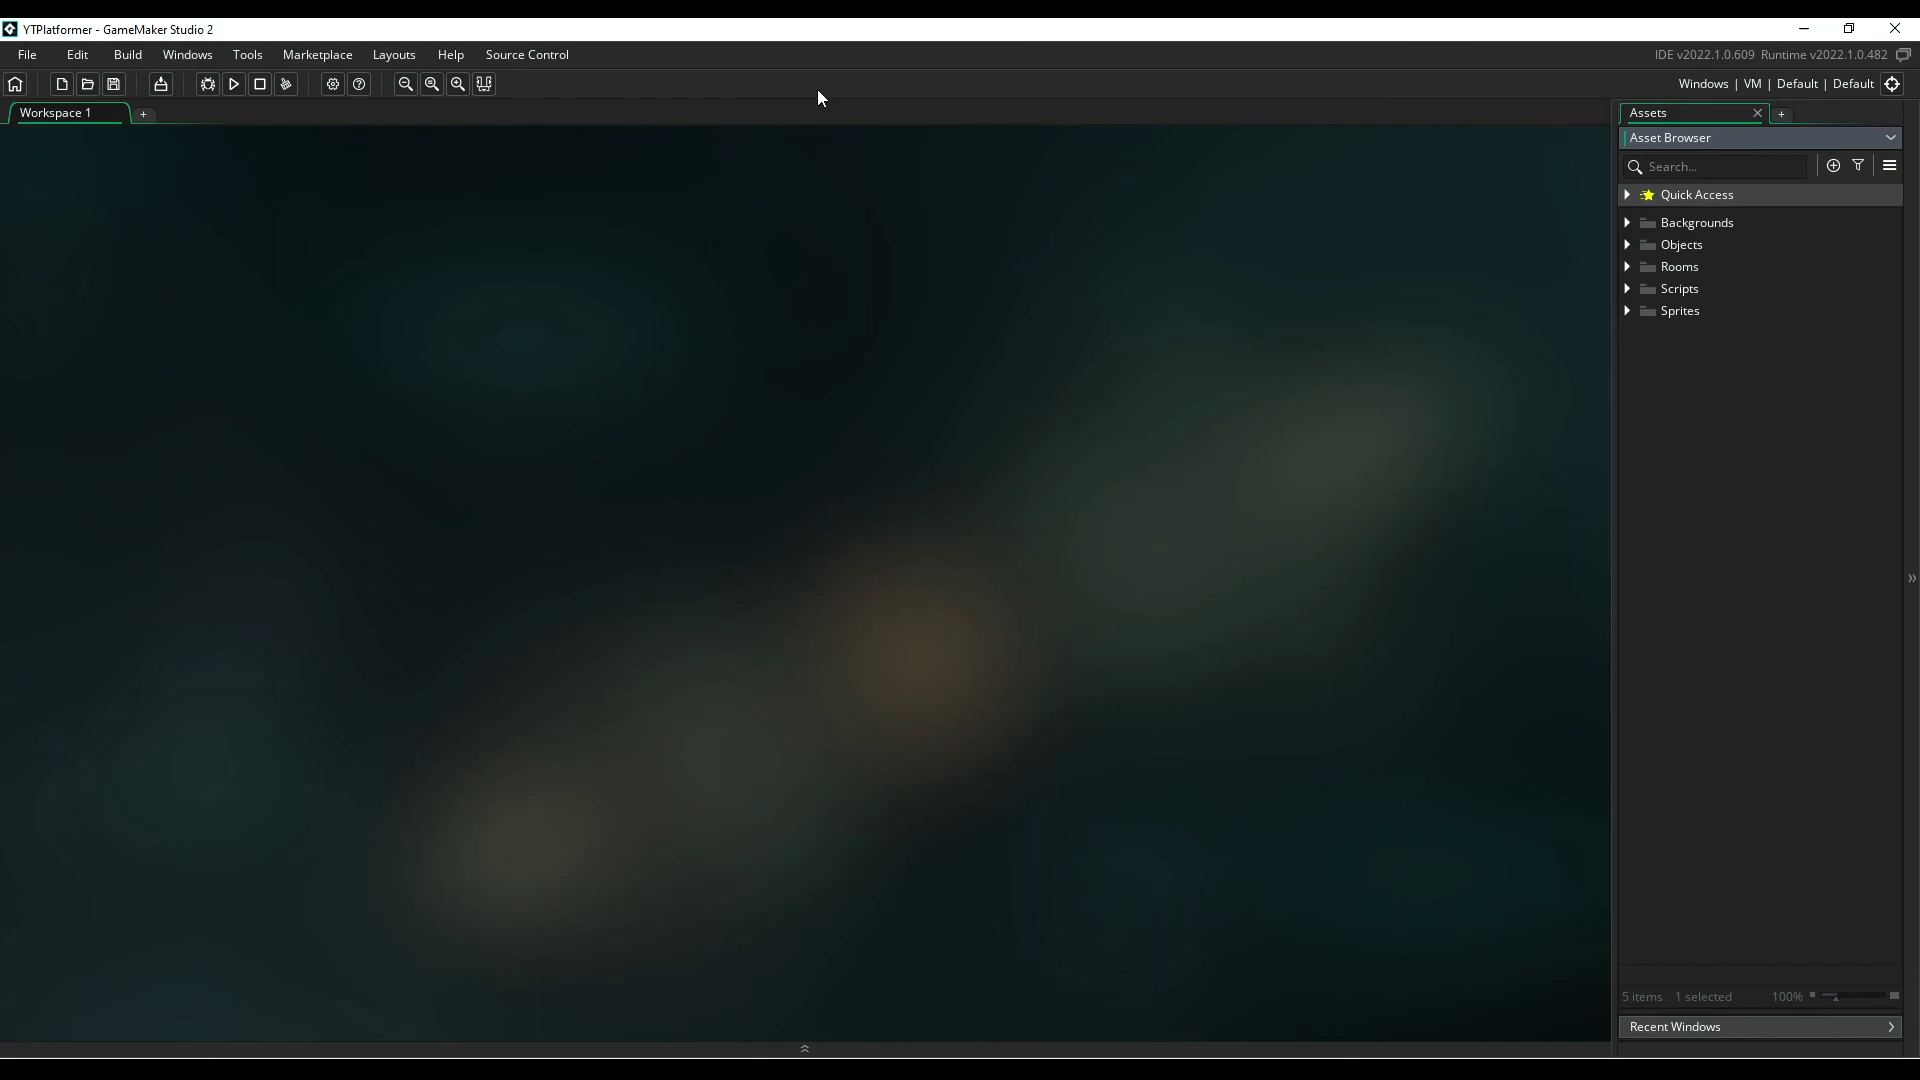 YTPlatformer - GameMaker Studio 2
File Edit Build Windows Tools Marketplace Layouts Help Source Control
IDE v2022.1.0.609 Runtime v2022.1.0.482
Windows | VM | Default | Default
Workspace 1
+
Assets
+
Asset Browser
Search...
Quick Access
Backgrounds
Objects
Rooms
Scripts
Sprites
5 items 1 selected 100%
Recent Windows